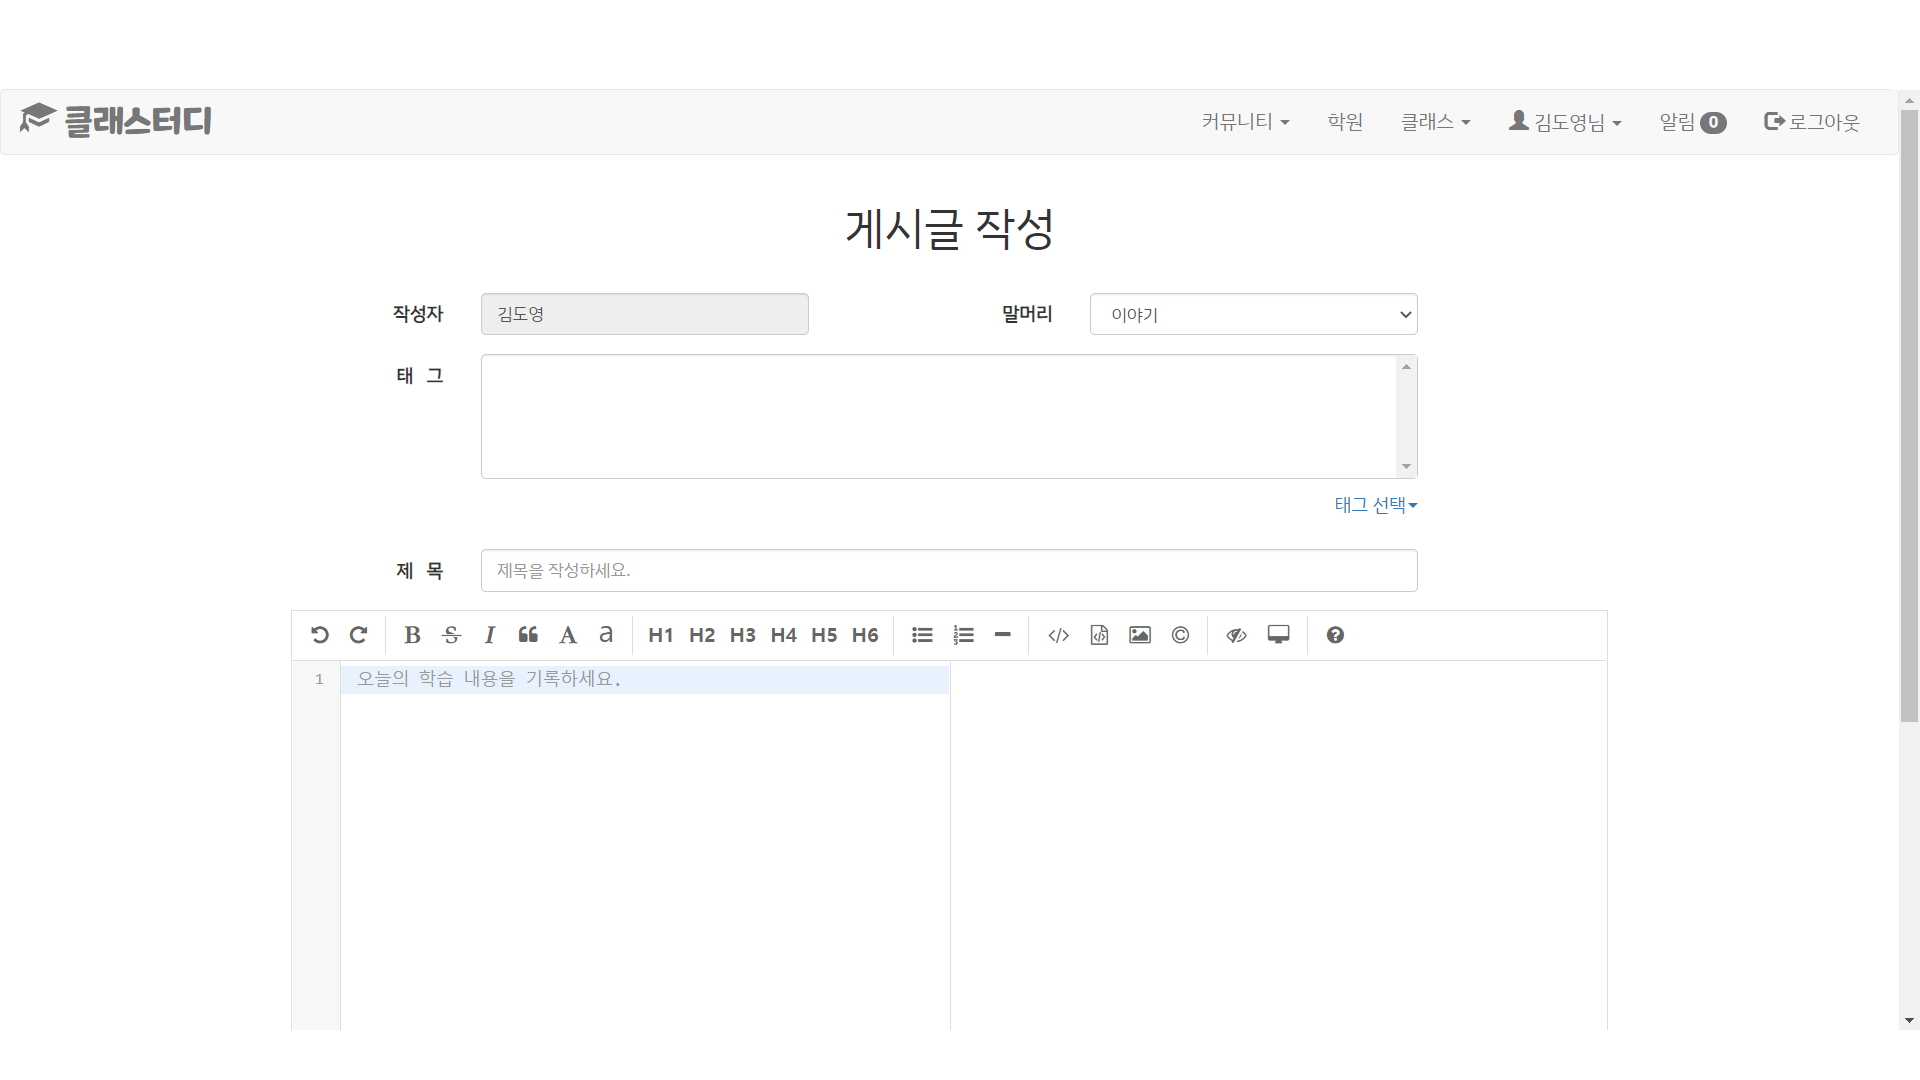 클래스터디 커뮤니티 학원 클래스 김도영님 알림 0 로그아웃
게시글 작성
작성자 김도영 말머리 이야기
태 그
태그 선택
제 목 제목을 작성하세요.
B S I A a H1 H2 H3 H4 H5 H6
1 오늘의 학습 내용을 기록하세요.